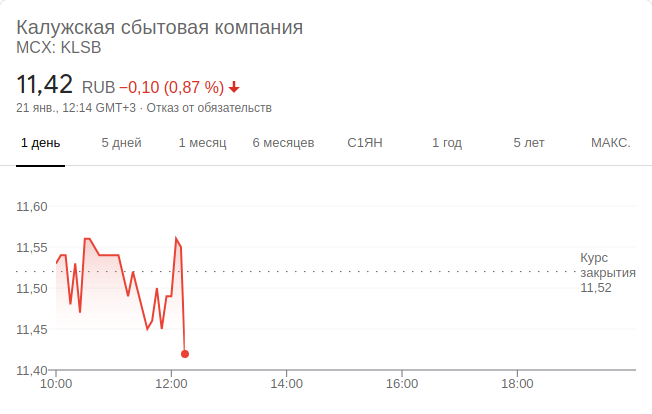 Калужская сбытовая компания
MCX: KLSB
11,42 RUB −0,10 (0,87 %)
21 янв., 12:14 GMT+3 · Отказ от обязательств
1 день 5 дней 1 месяц 6 месяцев С1ЯН 1 год 5 лет МАКС.
11,60
11,55
Курс
закрытия
11,52
11,50
11,45
11,40
10:00 12:00 14:00 16:00 18:00